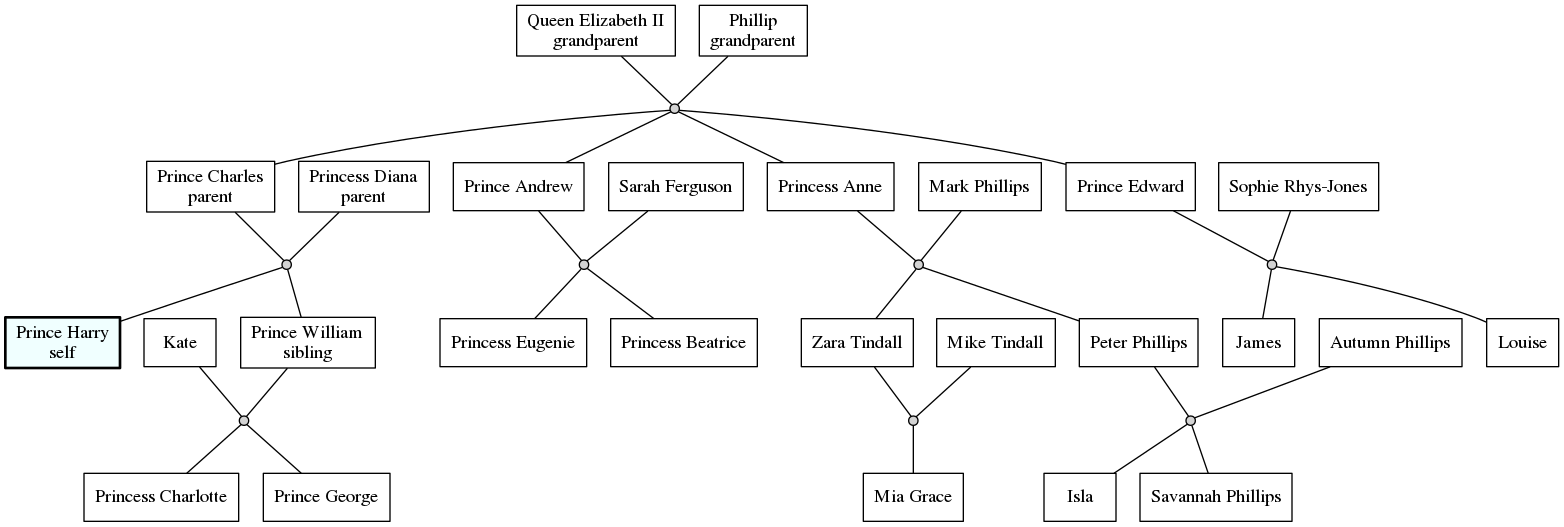 Queen Elizabeth II
grandparent
Phillip
grandparent
Prince Charles
parent
Princess Diana
parent
Prince Andrew
Sarah Ferguson
Princess Anne
Mark Phillips
Prince Edward
Sophie Rhys-Jones
Prince Harry
self
Kate
Prince William
sibling
Princess Eugenie
Princess Beatrice
Zara Tindall
Mike Tindall
Peter Phillips
James
Autumn Phillips
Louise
Princess Charlotte
Prince George
Mia Grace
Isla
Savannah Phillips